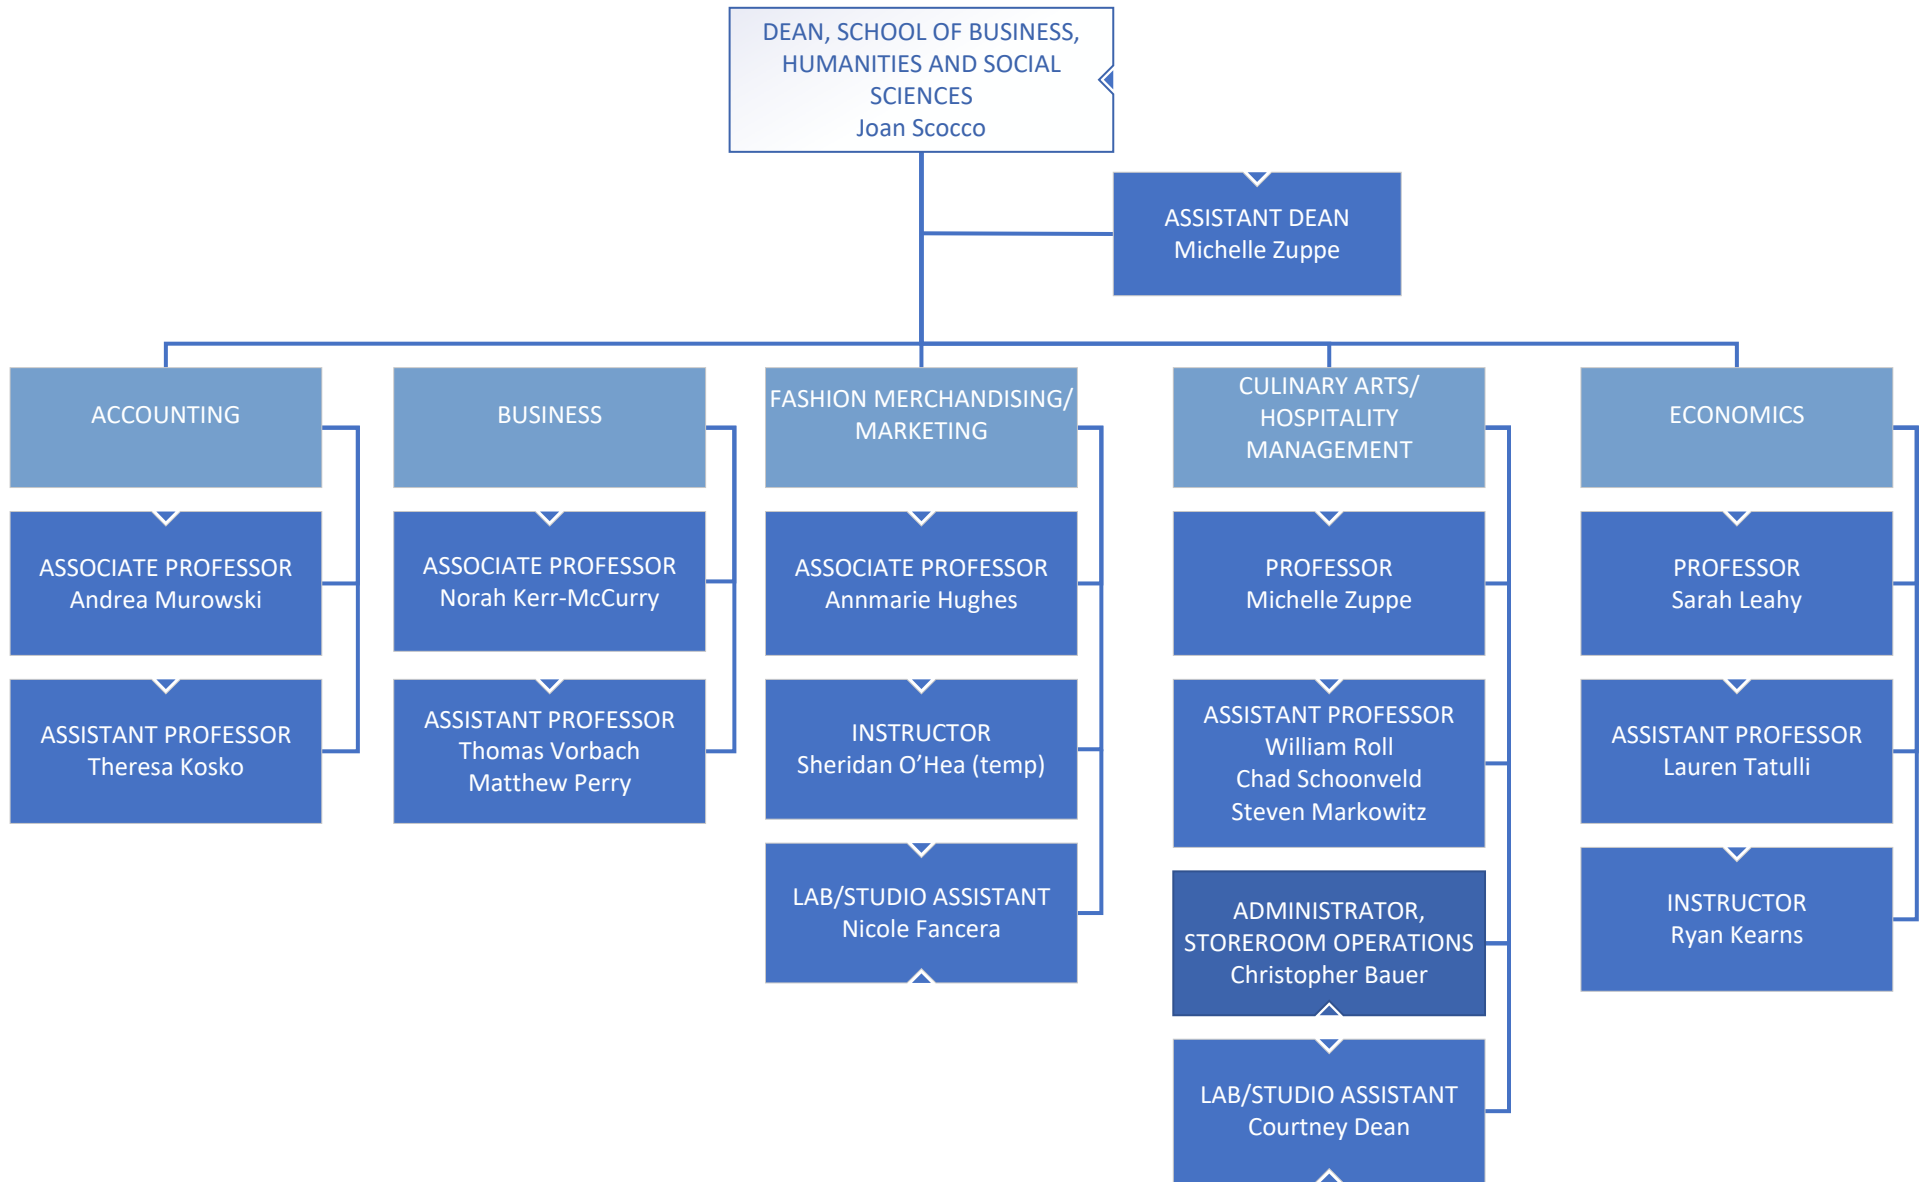 DEAN, SCHOOL OF BUSINESS,
HUMANITIES AND SOCIAL
SCIENCES
Joan Scocco
ASSISTANT DEAN
Michelle Zuppe
ACCOUNTING
ASSOCIATE PROFESSOR
Andrea Murowski
ASSISTANT PROFESSOR
Theresa Kosko
BUSINESS
ASSOCIATE PROFESSOR
Norah Kerr-McCurry
ASSISTANT PROFESSOR
Thomas Vorbach
Matthew Perry
FASHION MERCHANDISING/
MARKETING
ASSOCIATE PROFESSOR
Annmarie Hughes
INSTRUCTOR
Sheridan O’Hea (temp)
LAB/STUDIO ASSISTANT
Nicole Fancera
CULINARY ARTS/
HOSPITALITY
MANAGEMENT
PROFESSOR
Michelle Zuppe
ASSISTANT PROFESSOR
William Roll
Chad Schoonveld
Steven Markowitz
ADMINISTRATOR,
STOREROOM OPERATIONS
Christopher Bauer
LAB/STUDIO ASSISTANT
Courtney Dean
ECONOMICS
PROFESSOR
Sarah Leahy
ASSISTANT PROFESSOR
Lauren Tatulli
INSTRUCTOR
Ryan Kearns